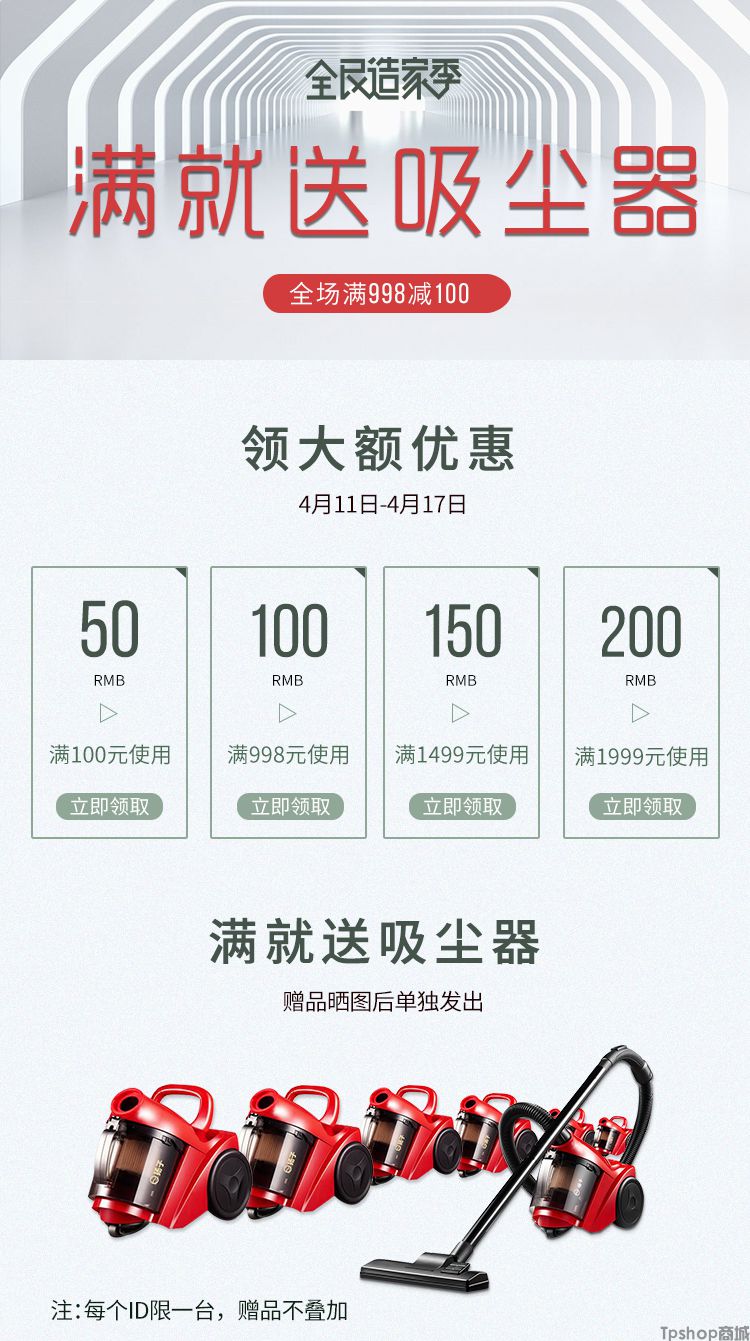 全民造家季
满就送吸尘器
全场满998减100
领大额优惠
4月11日-4月17日
50 100 150 200
RMB RMB RMB RMB
满100元使用 满998元使用 满1499元使用 满1999元使用
立即领取 立即领取 立即领取 立即领取
满就送吸尘器
赠品晒图后单独发出
扬子 扬子
注:每个ID限一台，赠品不叠加
Tpshop商城